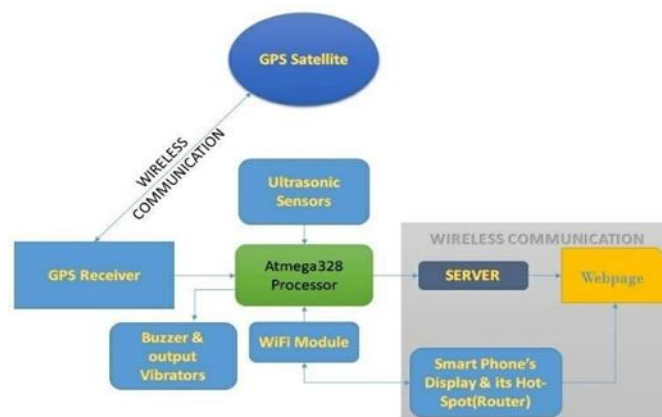 GPS Satellite
WIRELESS
COMMUNICATION
Ultrasonic
Sensors
WIRELESS COMMUNICATION
GPS Receiver
Atmega328
Processor
SERVER
Webpage
Buzzer &
output
Vibrators
WiFi Module
Smart Phone's
Display & its Hot-
Spot(Router)